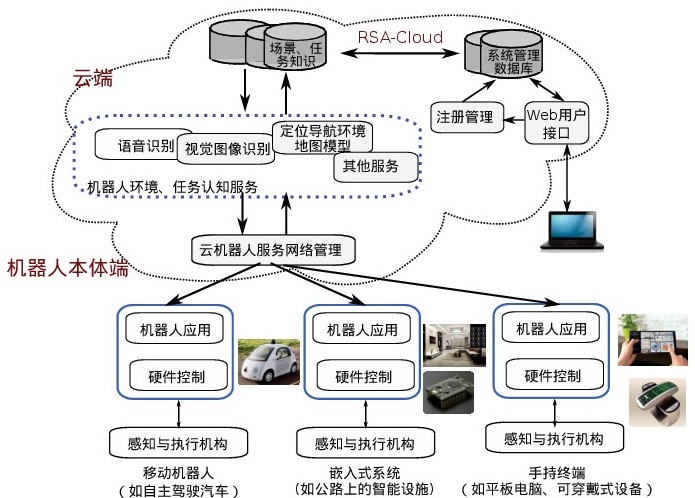 RSA-Cloud
场景、任
务知识
系统管理
数据库
云端
注册管理
Web用户
接口
语音识别
视觉图像识别
定位导航环境
地图模型
其他服务
机器人环境、任务认知服务
云机器人服务网络管理
机器人本体端
机器人应用
机器人应用
机器人应用
硬件控制
硬件控制
硬件控制
感知与执行机构
感知与执行机构
感知与执行机构
移动机器人
（如自主驾驶汽车）
嵌入式系统
(如公路上的智能设施)
手持终端
（如平板电脑、可穿戴式设备）